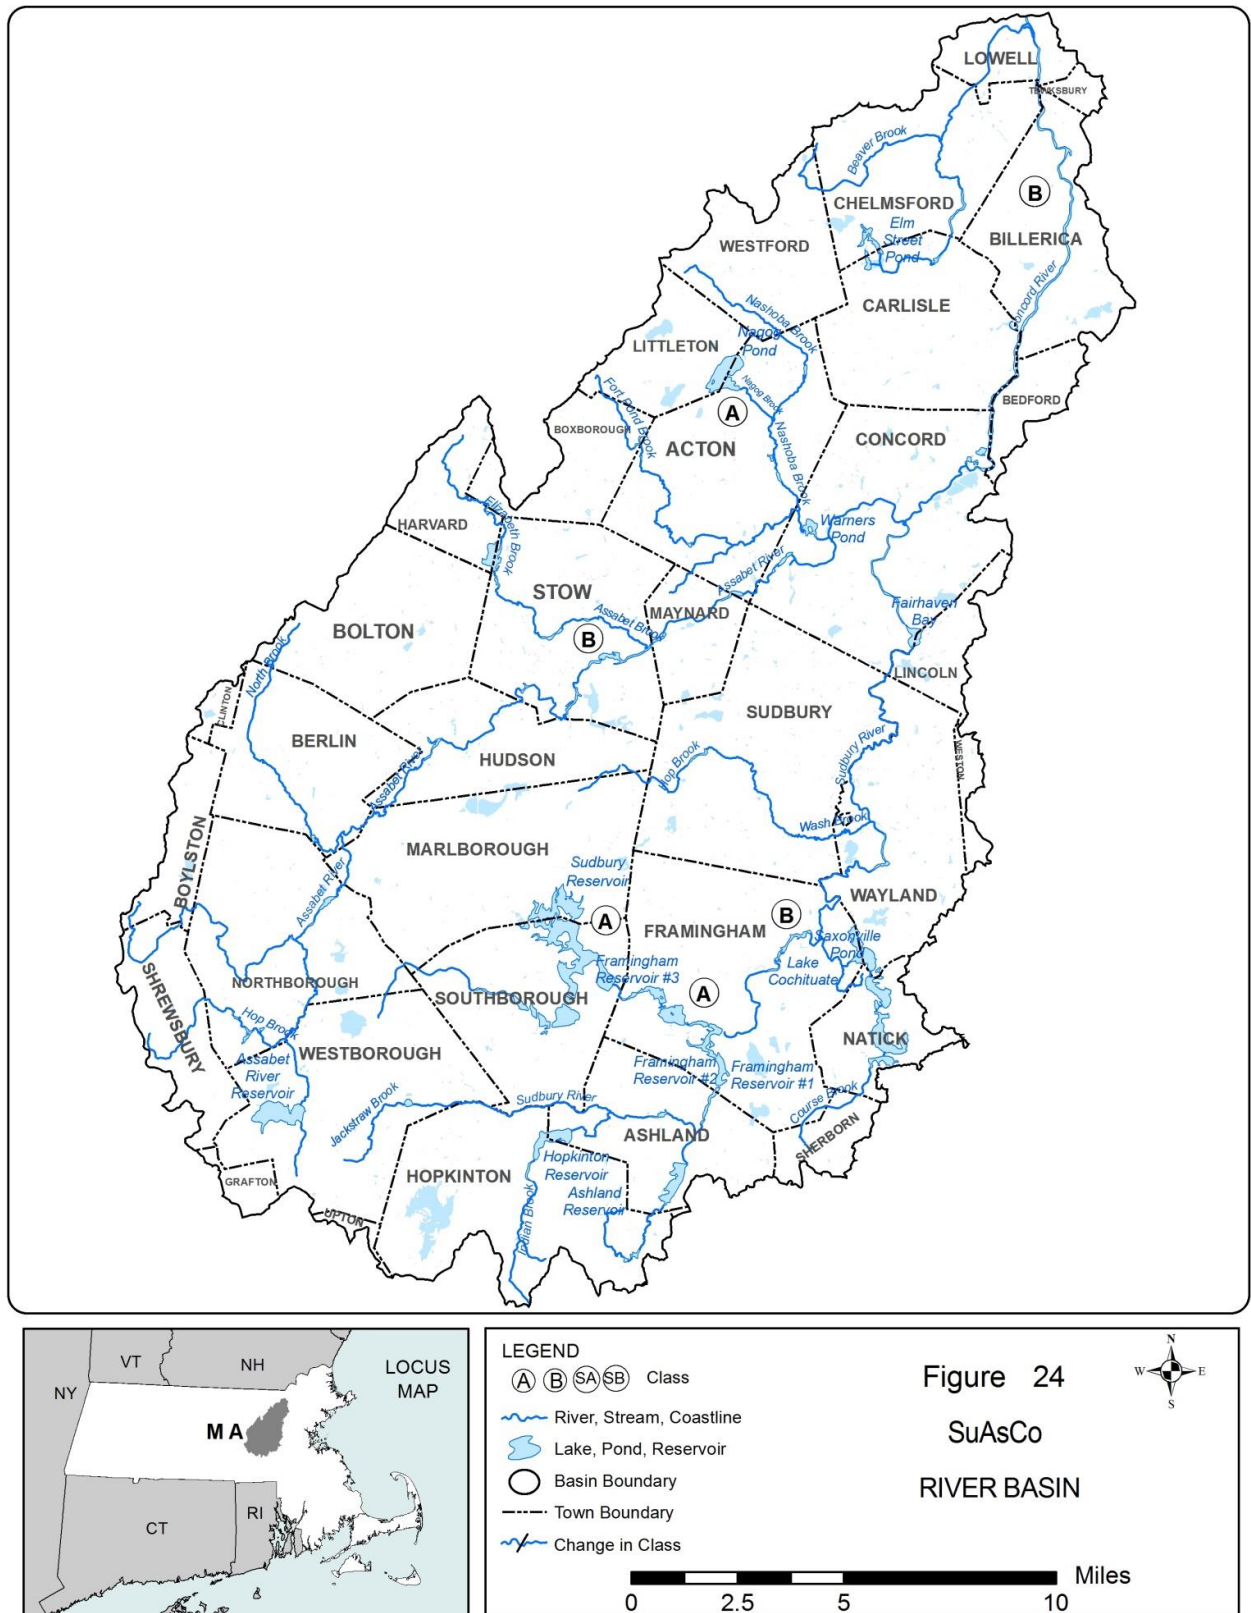 LOWELL
TEWKSBURY
Beaver Brook
B
CHELMSFORD
Elm
Street
Pond
BILLERICA
WESTFORD
Concord River
CARLISLE
Nashoba Brook
Nagog
Pond
LITTLETON
Fort Pond Brook
Nagog Brook
A
BEDFORD
BOXBOROUGH
ACTON
Nashoba Brook
CONCORD
HARVARD
Elizabeth Brook
Warners
Pond
STOW
Assabet River
Assabet Brook
MAYNARD
Fairhaven
Bay
BOLTON
B
North Brook
LINCOLN
CLINTON
SUDBURY
BERLIN
HUDSON
Assabet River
Hop Brook
Sudbury River
WESTON
Wash Brook
BOYLSTON
MARLBOROUGH
Sudbury
Reservoir
Assabet River
WAYLAND
A
B
FRAMINGHAM
Saxonville
Pond
Framingham
Reservoir #3
Lake
Cochituate
SHREWSBURY
NORTHBOROUGH
SOUTHBOROUGH
A
Hop Brook
WESTBOROUGH
NATICK
Assabet
River
Reservoir
Framingham
Reservoir #2
Framingham
Reservoir #1
Jackstraw Brook
Sudbury River
Course Brook
ASHLAND
SHERBORN
HOPKINTON
Hopkinton
Reservoir
Ashland
Reservoir
GRAFTON
Indian Brook
UPTON
VT
NH
NY
LOCUS
MAP
MA
CT
RI
LEGEND
A B SA SB Class
River, Stream, Coastline
Lake, Pond, Reservoir
Basin Boundary
Town Boundary
Change in Class
Figure 24
SuAsCo
RIVER BASIN
N
W E
S
Miles
0 2.5 5 10